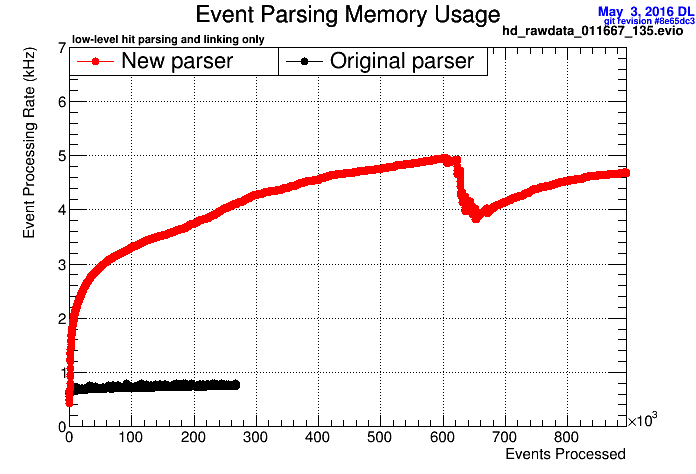 Event Parsing Memory Usage
May 3, 2016 DL
git revision #8e65dc3
low-level hit parsing and linking only
hd_rawdata_011667_135.evio
New parser
Original parser
Event Processing Rate (kHz)
7
6
5
4
3
2
1
0
0 100 200 300 400 500 600 700 800
×10³
Events Processed